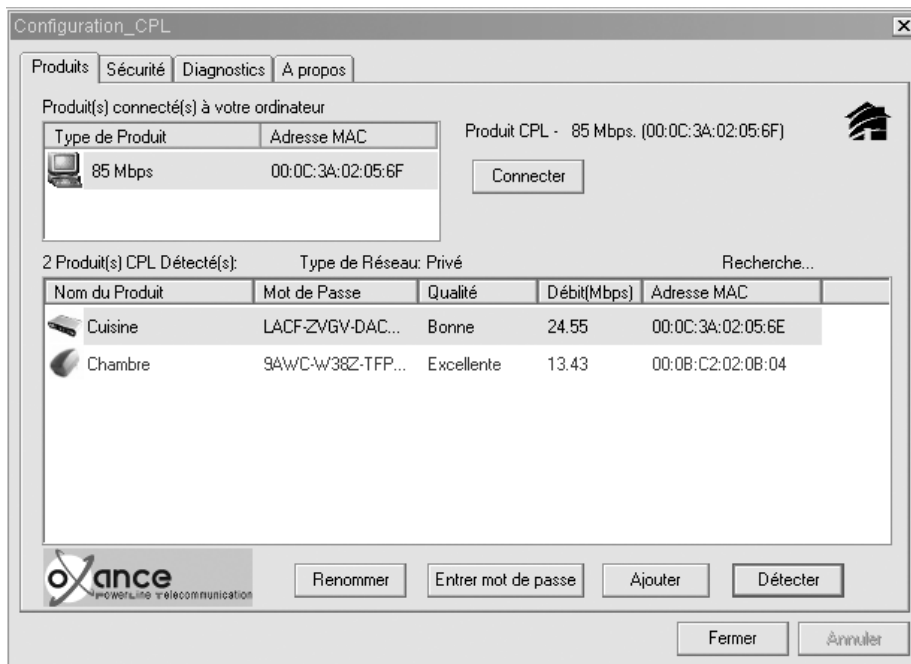 Configuration_CPL
Produits Sécurité Diagnostics A propos
Produit(s) connecté(s) à votre ordinateur
Type de Produit Adresse MAC
85 Mbps 00:0C:3A:02:05:6F
Produit CPL - 85 Mbps. (00:0C:3A:02:05:6F)
Connecter
2 Produit(s) CPL Détecté(s): Type de Réseau: Privé Recherche...
Nom du Produit Mot de Passe Qualité Débit(Mbps) Adresse MAC
Cuisine LACF-ZVGV-DAC... Bonne 24.55 00:0C:3A:02:05:6E
Chambre 9AWC-W38Z-TFP... Excellente 13.43 00:0B:C2:02:0B:04
oxance
PowerLine Telecommunication
Renommer Entrer mot de passe Ajouter Détecter
Fermer Annuler